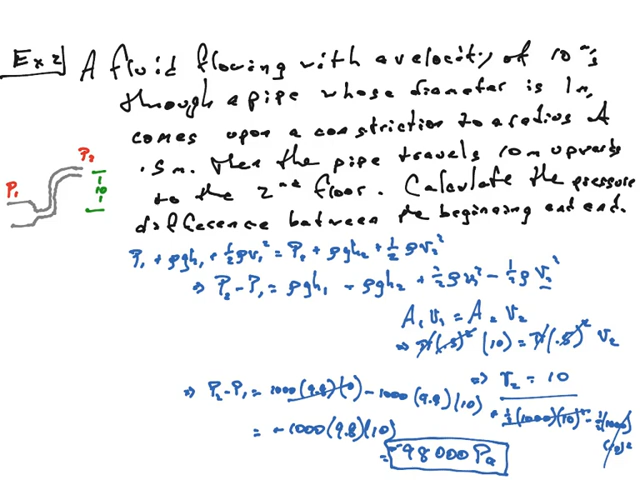 Ex 2] A fluid flowing with a velocity of 10 m/s
through a pipe whose diameter is 1m,
comes upon a constriction to a radius of
.5m. Then the pipe travels 10m upwards
to the 2nd floor. Calculate the pressure
difference between the beginning and end.
P₁ P₂ 10
P₁ + ρgh₁ + ½ρv₁² = P₂ + ρgh₂ + ½ρv₂²
⇒ P₂ - P₁ = ρgh₁ - ρgh₂ + ½ρv₁² - ½ρv₂²
A₁v₁ = A₂v₂
⇒ π(.5)²(10) = π(.5)² v₂
⇒ v₂ = 10
⇒ P₂-P₁ = 1000(9.8)(0) - 1000(9.8)(10) + ½(1000)(10)² - ½(1000)(10)²
= -1000(9.8)(10)
= -98000 Pa